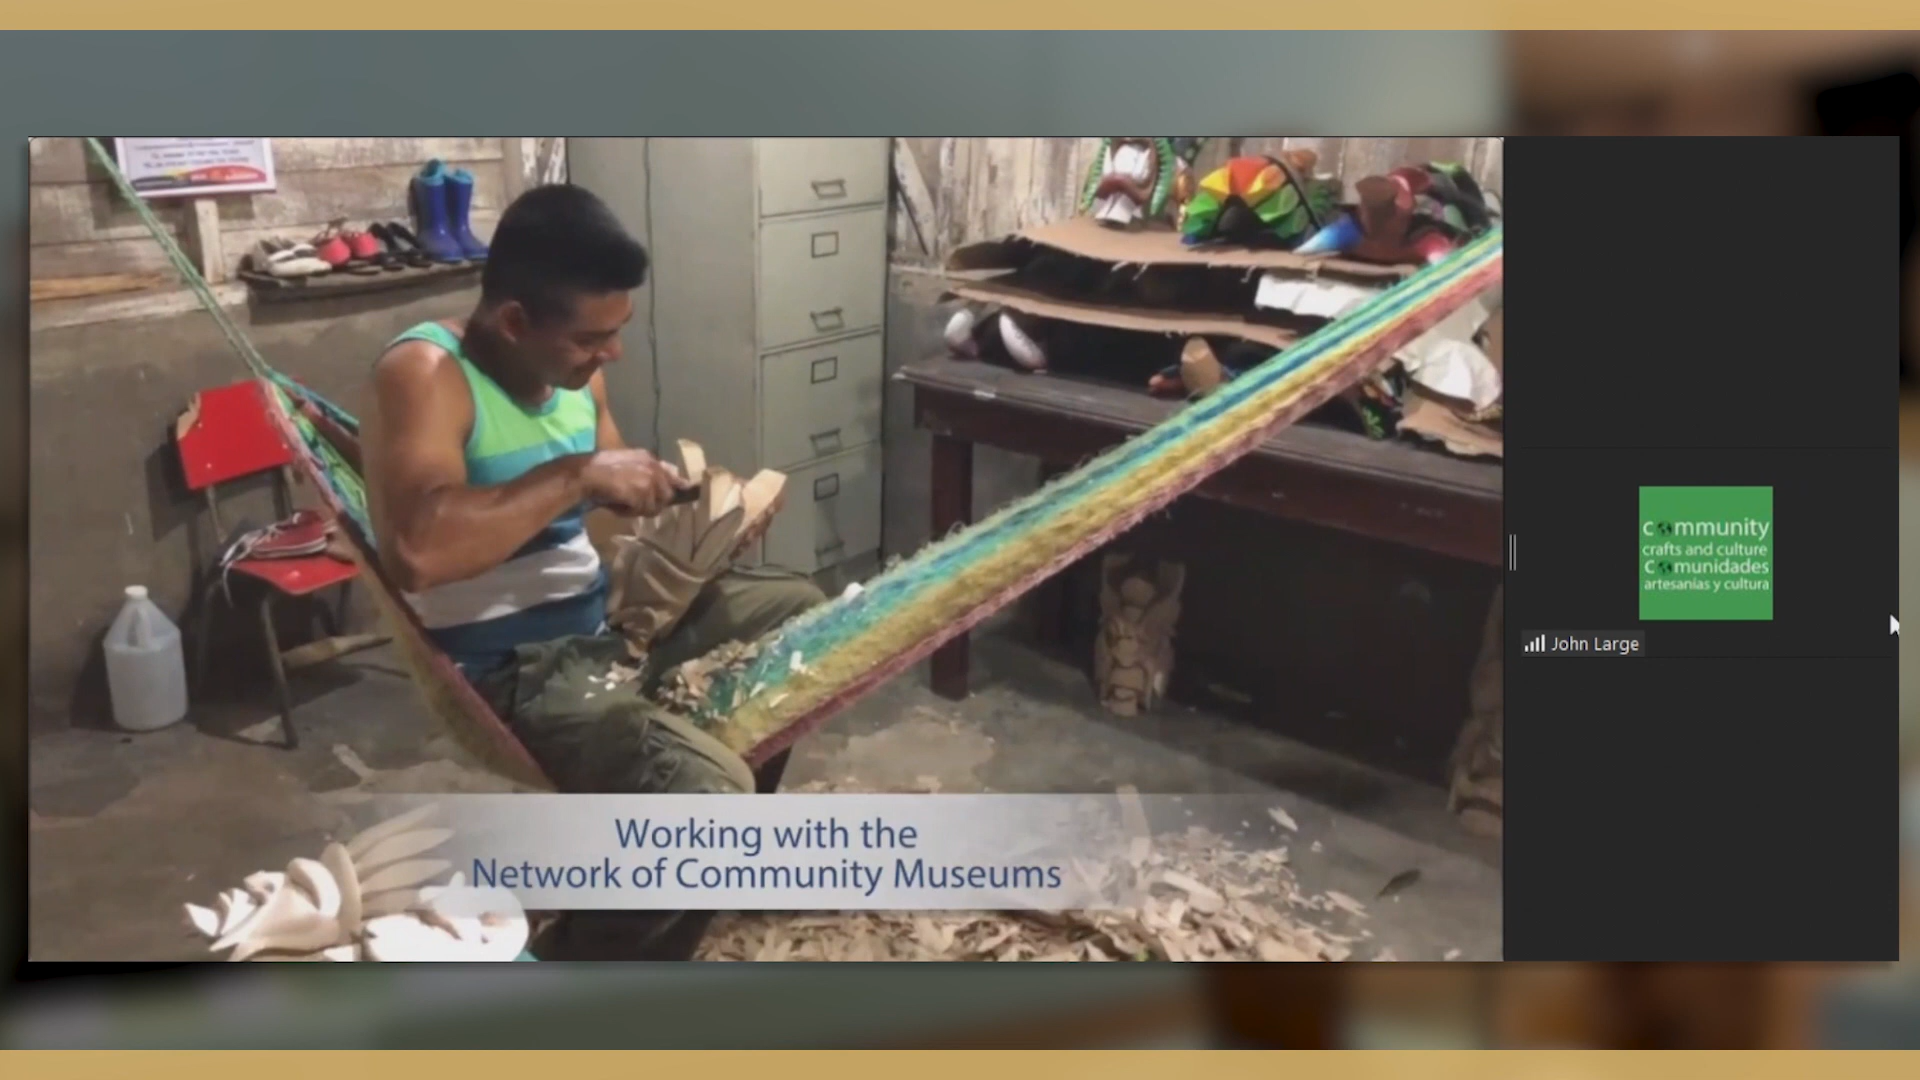 Working with the
Network of Community Museums
community
crafts and culture
comunidades
artesanías y cultura
John Large